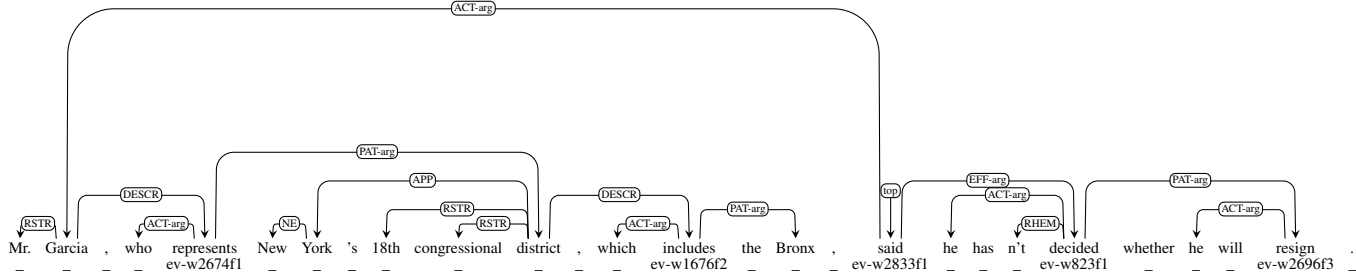 ACT-arg
PAT-arg
DESCR APP DESCR top EFF-arg PAT-arg
RSTR ACT-arg NE RSTR RSTR ACT-arg PAT-arg ACT-arg RHEM ACT-arg
Mr. Garcia , who represents New York 's 18th congressional district , which includes the Bronx , said he has n't decided whether he will resign .
_ _ _ _ ev-w2674f1 _ _ _ _ _ _ _ _ ev-w1676f2 _ _ _ ev-w2833f1 _ _ _ ev-w823f1 _ _ _ ev-w2696f3 _